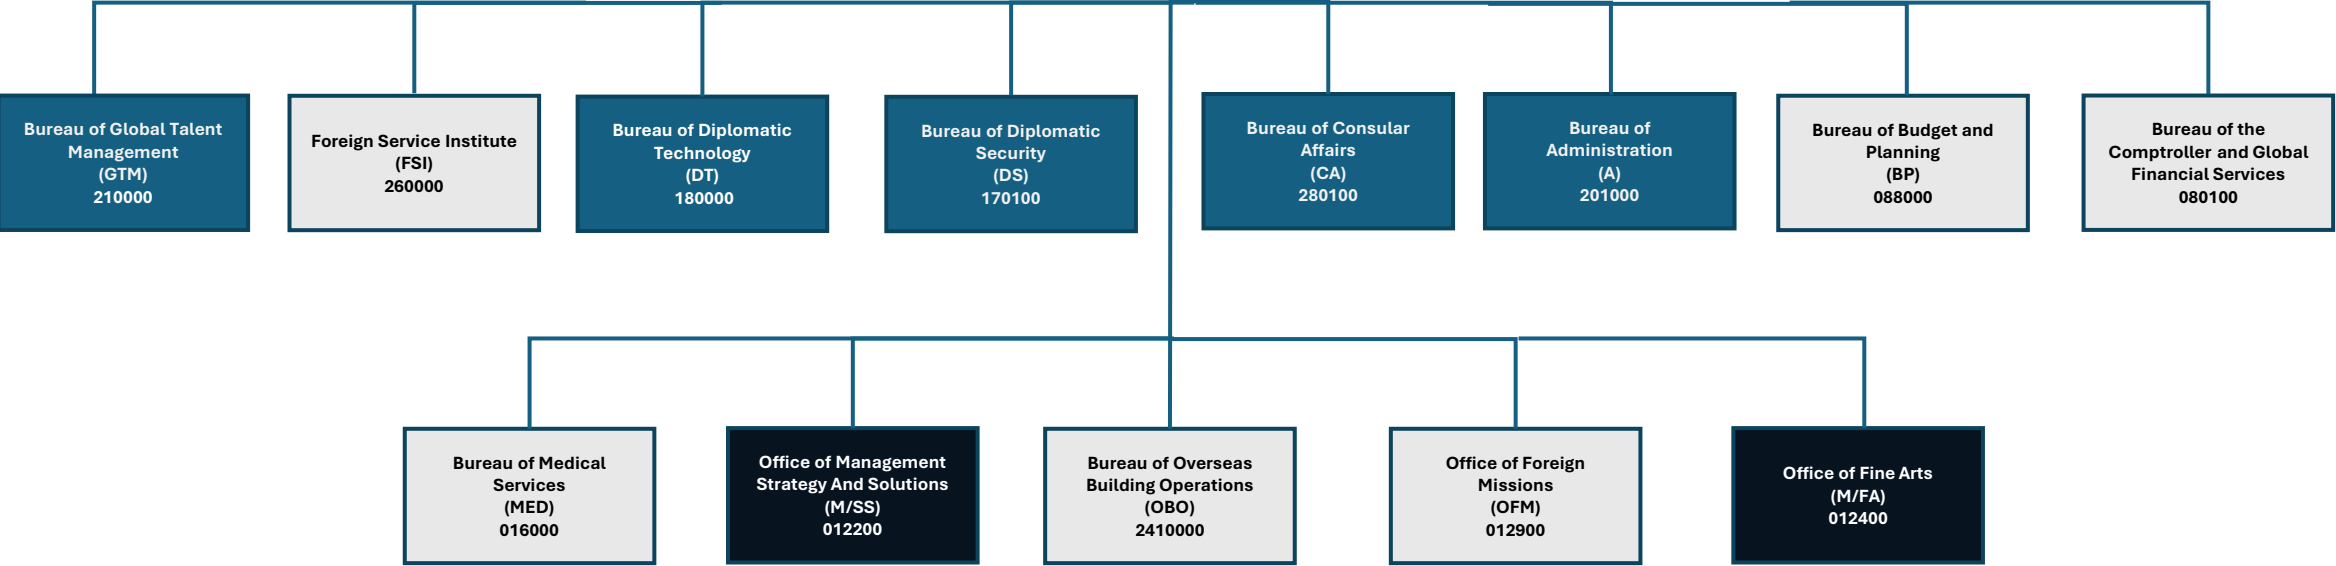 Bureau of Global Talent
Management
(GTM)
210000
Foreign Service Institute
(FSI)
260000
Bureau of Diplomatic
Technology
(DT)
180000
Bureau of Diplomatic
Security
(DS)
170100
Bureau of Consular
Affairs
(CA)
280100
Bureau of
Administration
(A)
201000
Bureau of Budget and
Planning
(BP)
088000
Bureau of the
Comptroller and Global
Financial Services
080100
Bureau of Medical
Services
(MED)
016000
Office of Management
Strategy And Solutions
(M/SS)
012200
Bureau of Overseas
Building Operations
(OBO)
2410000
Office of Foreign
Missions
(OFM)
012900
Office of Fine Arts
(M/FA)
012400